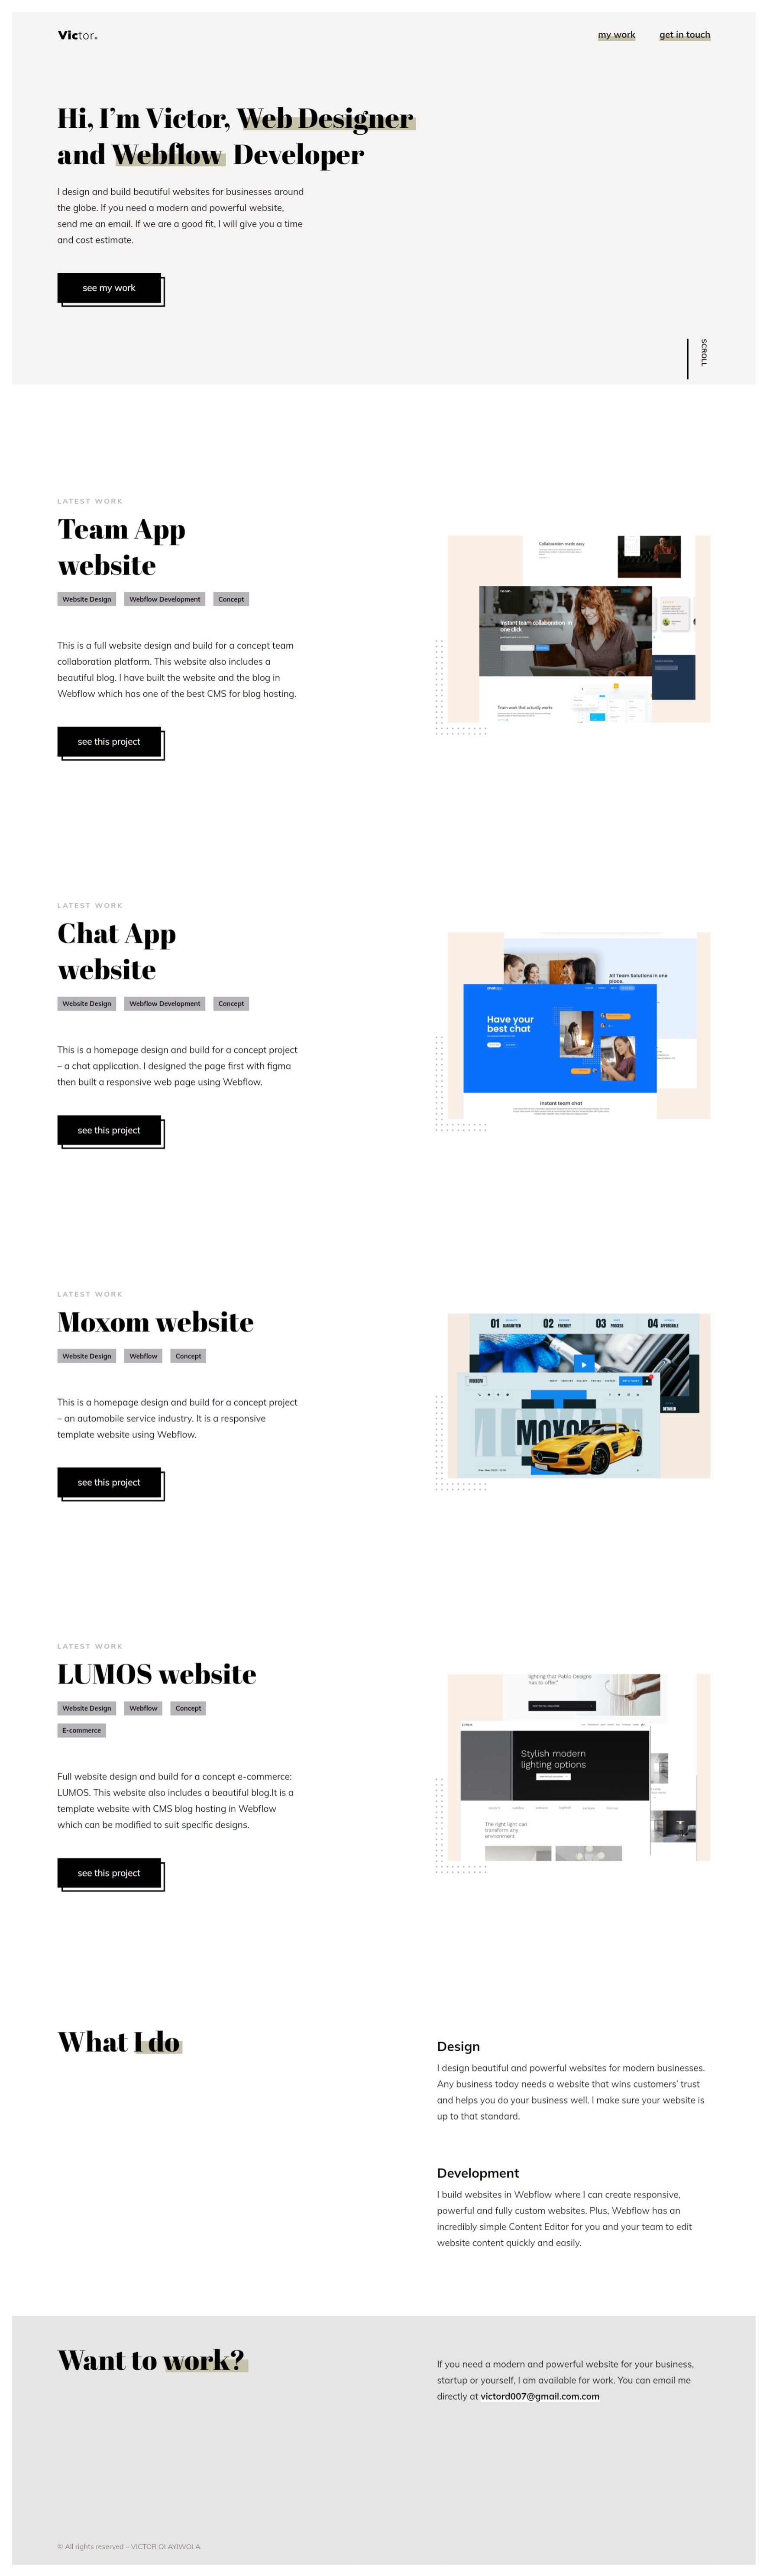 Victor.
my work
get in touch
Hi, I'm Victor, Web Designer
and Webflow Developer
I design and build beautiful websites for businesses around
the globe. If you need a modern and powerful website,
send me an email. If we are a good fit, I will give you a time
and cost estimate.
see my work
SCROLL
LATEST WORK
Team App
website
Website Design
Webflow Development
Concept
This is a full website design and build for a concept team
collaboration platform. This website also includes a
beautiful blog. I have built the website and the blog in
Webflow which has one of the best CMS for blog hosting.
see this project
Collaboration made easy
Instant team collaboration in
one click
Team work that actually works
LATEST WORK
Chat App
website
Website Design
Webflow Development
Concept
This is a homepage design and build for a concept project
– a chat application. I designed the page first with figma
then built a responsive web page using Webflow.
see this project
All Team Solutions in one
place.
Have your
best chat
Instant team chat
LATEST WORK
Moxom website
Website Design
Webflow
Concept
This is a homepage design and build for a concept project
– an automobile service industry. It is a responsive
template website using Webflow.
see this project
01 GUARANTEED
02 FRIENDLY
03 PROCESS
04 AFFORDABLE
DETAILED
MOXOM
LATEST WORK
LUMOS website
Website Design
Webflow
Concept
E-commerce
Full website design and build for a concept e-commerce:
LUMOS. This website also includes a beautiful blog.It is a
template website with CMS blog hosting in Webflow
which can be modified to suit specific designs.
see this project
lighting that Pablo Designs
has to offer"
Stylish modern
lighting options
The right light can
transform any
environment
What I do
Design
I design beautiful and powerful websites for modern businesses.
Any business today needs a website that wins customers' trust
and helps you do your business well. I make sure your website is
up to that standard.
Development
I build websites in Webflow where I can create responsive,
powerful and fully custom websites. Plus, Webflow has an
incredibly simple Content Editor for you and your team to edit
website content quickly and easily.
Want to work?
If you need a modern and powerful website for your business,
startup or yourself, I am available for work. You can email me
directly at victord007@gmail.com.com
© All rights reserved – VICTOR OLAYIWOLA